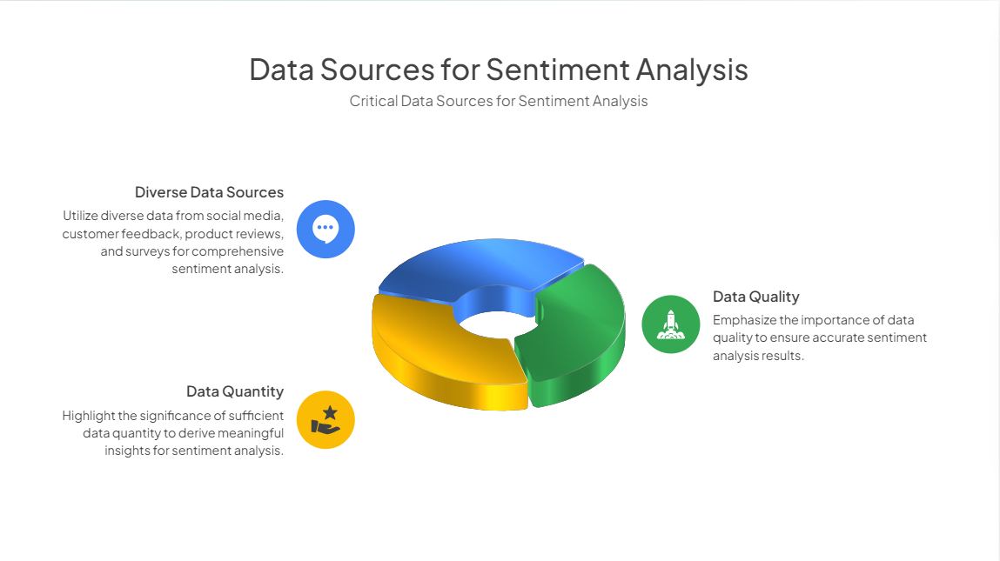 Data Sources for Sentiment Analysis
Critical Data Sources for Sentiment Analysis
Diverse Data Sources
Utilize diverse data from social media,
customer feedback, product reviews,
and surveys for comprehensive
sentiment analysis.
Data Quality
Emphasize the importance of data
quality to ensure accurate sentiment
analysis results.
Data Quantity
Highlight the significance of sufficient
data quantity to derive meaningful
insights for sentiment analysis.